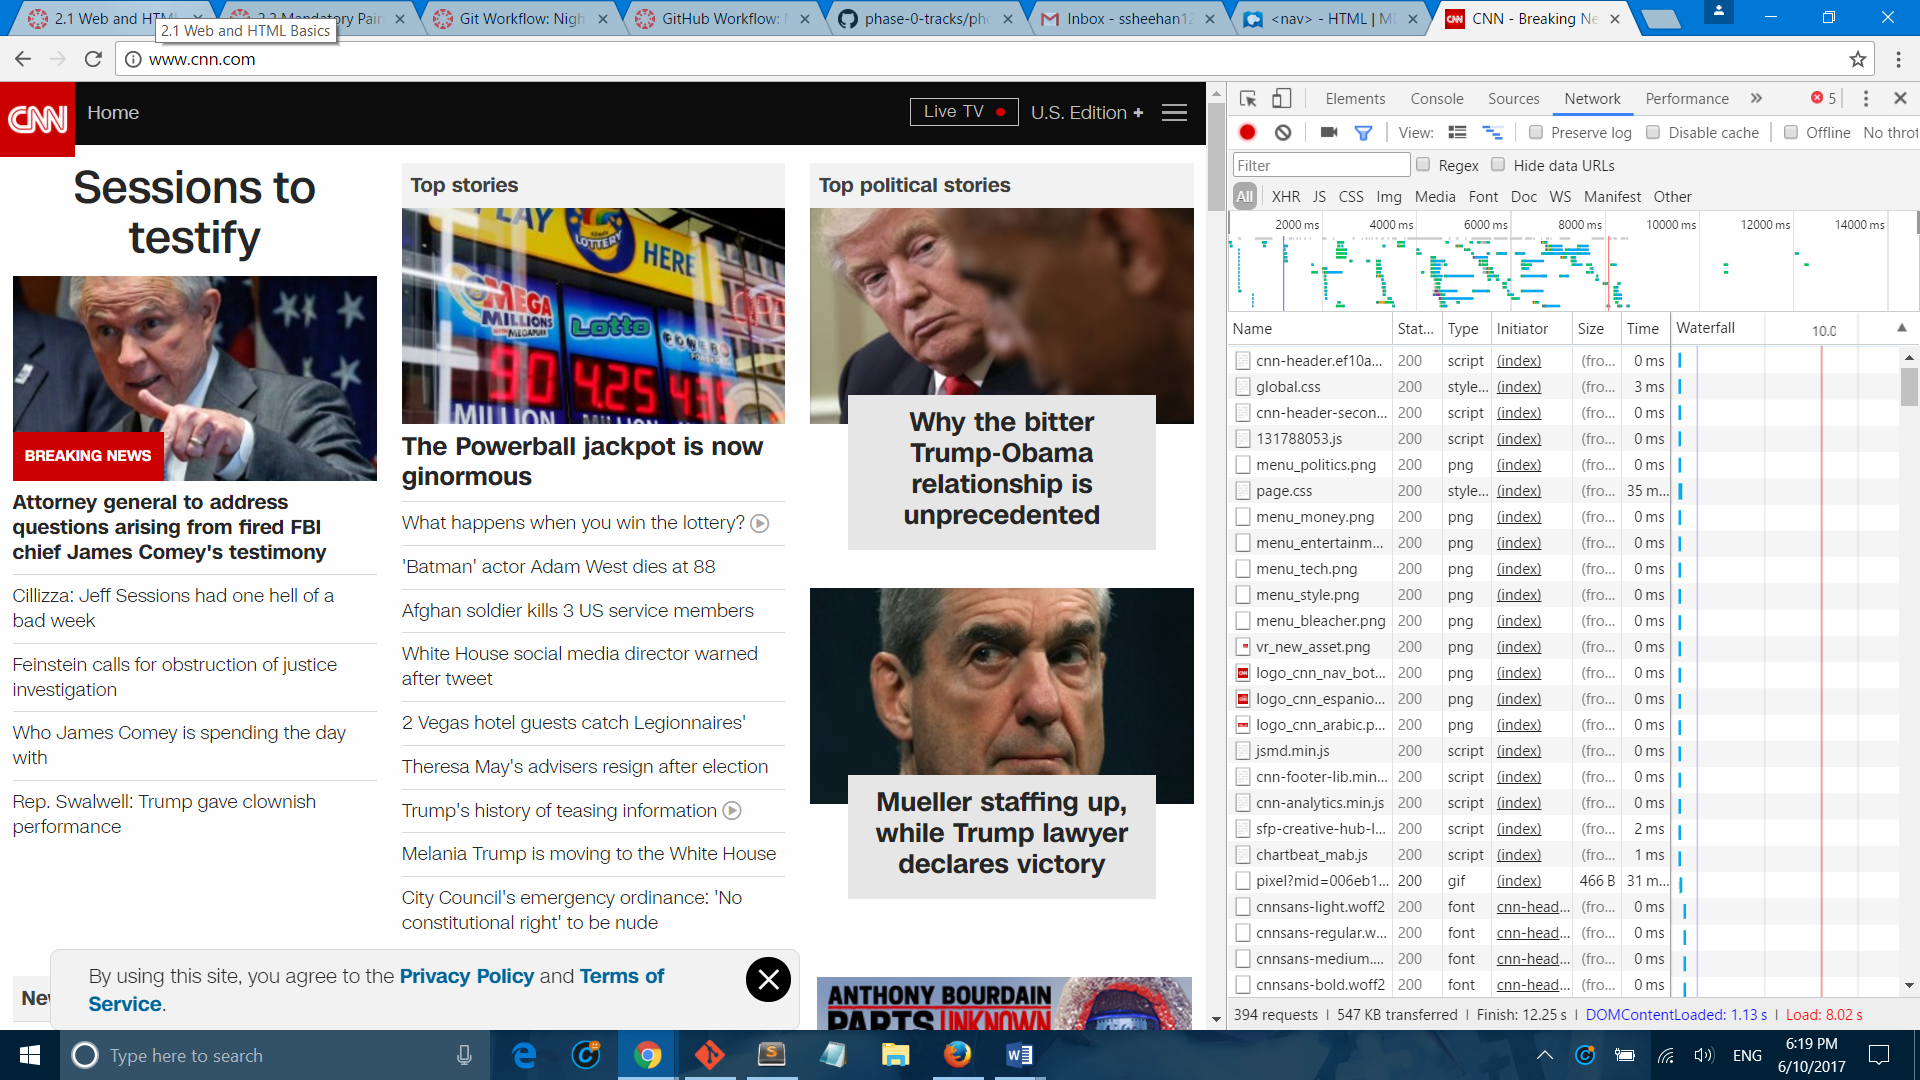 2.1 Web and HTM
2.2 Mandatory Pair
Git Workflow: Nigh
GitHub Workflow:
phase-0-tracks/pho
Inbox - ssheehan12
<nav> - HTML | M
CNN - Breaking Ne
2.1 Web and HTML Basics
www.cnn.com
CNN
Home
Live TV
U.S. Edition +
Sessions to
testify
BREAKING NEWS
Attorney general to address
questions arising from fired FBI
chief James Comey's testimony
Cillizza: Jeff Sessions had one hell of a
bad week
Feinstein calls for obstruction of justice
investigation
Who James Comey is spending the day
with
Rep. Swalwell: Trump gave clownish
performance
Top stories
PLAY
LOTTERY
HERE
MEGA
MILLIONS
Lotto
POWER
90
4.25
435
MILLION
MILLION
The Powerball jackpot is now
ginormous
What happens when you win the lottery?
'Batman' actor Adam West dies at 88
Afghan soldier kills 3 US service members
White House social media director warned
after tweet
2 Vegas hotel guests catch Legionnaires'
Theresa May's advisers resign after election
Trump's history of teasing information
Melania Trump is moving to the White House
City Council's emergency ordinance: 'No
constitutional right' to be nude
Top political stories
Why the bitter
Trump-Obama
relationship is
unprecedented
Mueller staffing up,
while Trump lawyer
declares victory
ANTHONY BOURDAIN
PARTS UNKNOWN
By using this site, you agree to the Privacy Policy and Terms of
Service.
Elements Console Sources Network Performance » 5
View: Preserve log Disable cache Offline No throt
Filter Regex Hide data URLs
All XHR JS CSS Img Media Font Doc WS Manifest Other
2000 ms 4000 ms 6000 ms 8000 ms 10000 ms 12000 ms 14000 ms
Name Stat... Type Initiator Size Time Waterfall 10.0
cnn-header.ef10a... 200 script (index) (fro... 0 ms
global.css 200 style... (index) (fro... 3 ms
cnn-header-secon... 200 script (index) (fro... 0 ms
131788053.js 200 script (index) (fro... 0 ms
menu_politics.png 200 png (index) (fro... 0 ms
page.css 200 style... (index) (fro... 35 m...
menu_money.png 200 png (index) (fro... 0 ms
menu_entertainm... 200 png (index) (fro... 0 ms
menu_tech.png 200 png (index) (fro... 0 ms
menu_style.png 200 png (index) (fro... 0 ms
menu_bleacher.png 200 png (index) (fro... 0 ms
vr_new_asset.png 200 png (index) (fro... 0 ms
logo_cnn_nav_bot... 200 png (index) (fro... 0 ms
logo_cnn_espanio... 200 png (index) (fro... 0 ms
logo_cnn_arabic.p... 200 png (index) (fro... 0 ms
jsmd.min.js 200 script (index) (fro... 0 ms
cnn-footer-lib.min... 200 script (index) (fro... 0 ms
cnn-analytics.min.js 200 script (index) (fro... 0 ms
sfp-creative-hub-l... 200 script (index) (fro... 2 ms
chartbeat_mab.js 200 script (index) (fro... 1 ms
pixel?mid=006eb1... 200 gif (index) 466 B 31 m...
cnnsans-light.woff2 200 font cnn-head... (fro... 0 ms
cnnsans-regular.w... 200 font cnn-head... (fro... 0 ms
cnnsans-medium.... 200 font cnn-head... (fro... 0 ms
cnnsans-bold.woff2 200 font cnn-head... (fro... 0 ms
394 requests | 547 KB transferred | Finish: 12.25 s | DOMContentLoaded: 1.13 s | Load: 8.02 s
Type here to search
ENG
6:19 PM
6/10/2017